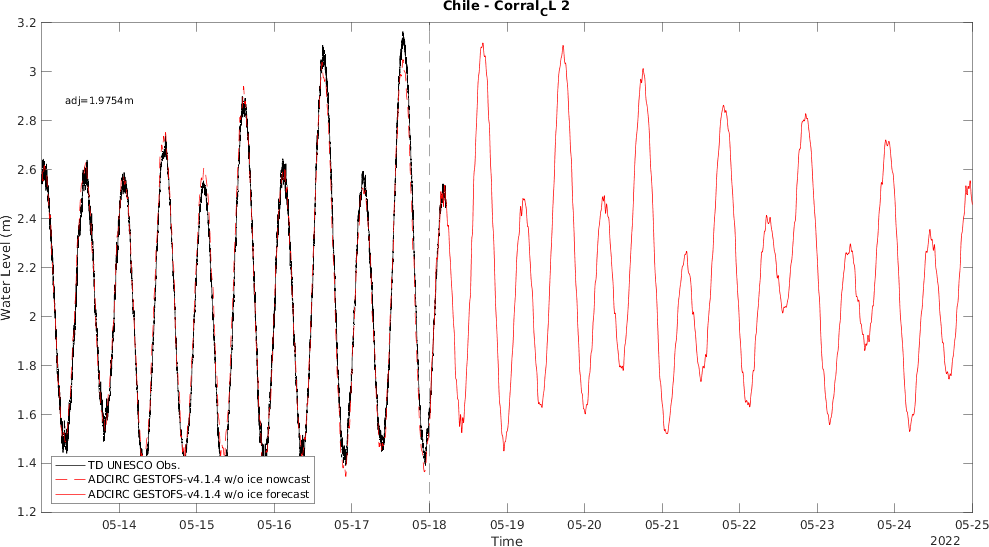 Chile - Corral_CL 2
3.2
3
2.8
2.6
2.4
2.2
2
1.8
1.6
1.4
1.2
Water Level (m)
adj=1.9754m
TD UNESCO Obs.
ADCIRC GESTOFS-v4.1.4 w/o ice nowcast
ADCIRC GESTOFS-v4.1.4 w/o ice forecast
05-14 05-15 05-16 05-17 05-18 05-19 05-20 05-21 05-22 05-23 05-24 05-25
Time
2022